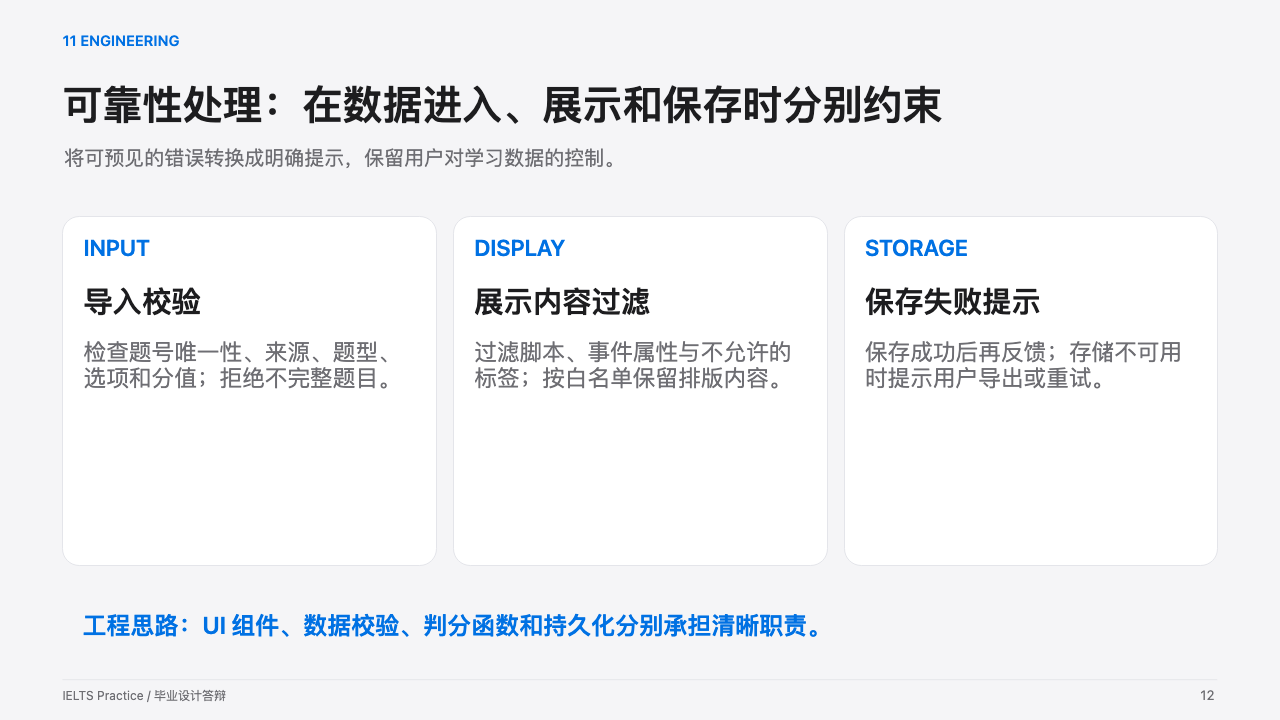 11 ENGINEERING
可靠性处理：在数据进入、展示和保存时分别约束
将可预见的错误转换成明确提示，保留用户对学习数据的控制。
INPUT
导入校验
检查题号唯一性、来源、题型、
选项和分值；拒绝不完整题目。
DISPLAY
展示内容过滤
过滤脚本、事件属性与不允许的
标签；按白名单保留排版内容。
STORAGE
保存失败提示
保存成功后再反馈；存储不可用
时提示用户导出或重试。
工程思路：UI 组件、数据校验、判分函数和持久化分别承担清晰职责。
IELTS Practice / 毕业设计答辩
12